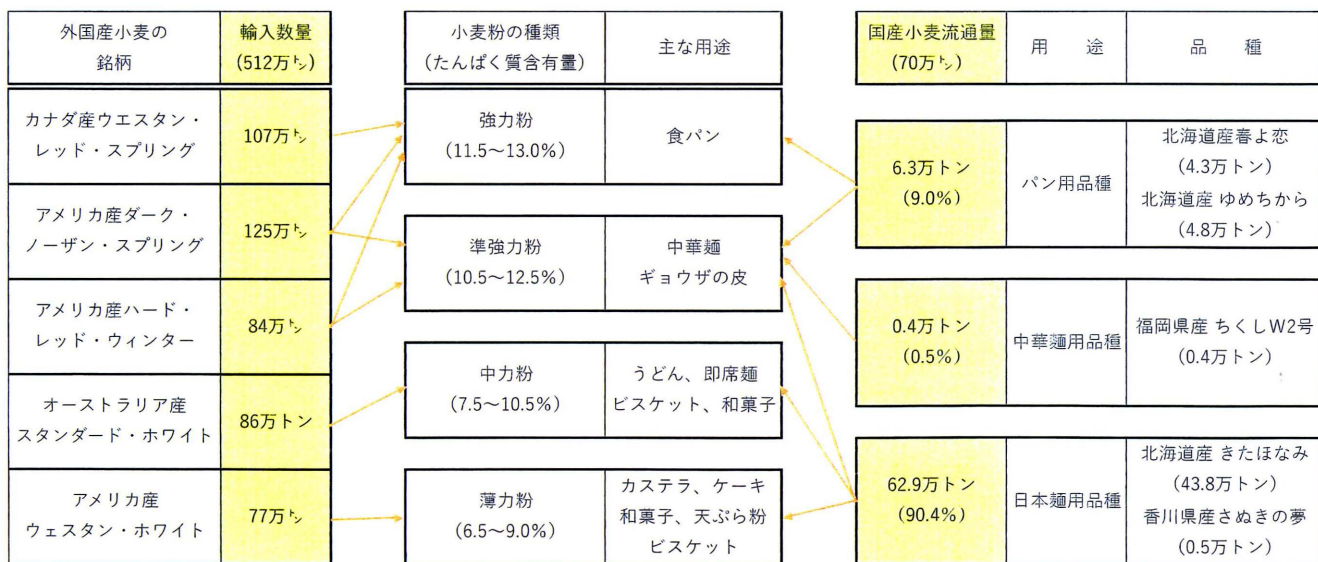 外国産小麦の
銘柄
輸入数量
(512万㌧)
カナダ産ウエスタン・
レッド・スプリング
107万㌧
アメリカ産ダーク・
ノーザン・スプリング
125万㌧
アメリカ産ハード・
レッド・ウィンター
84万㌧
オーストラリア産
スタンダード・ホワイト
86万トン
アメリカ産
ウェスタン・ホワイト
77万㌧
小麦粉の種類
(たんぱく質含有量)
主な用途
強力粉
(11.5～13.0%)
食パン
準強力粉
(10.5～12.5%)
中華麺
ギョウザの皮
中力粉
(7.5～10.5%)
うどん、即席麺
ビスケット、和菓子
薄力粉
(6.5～9.0%)
カステラ、ケーキ
和菓子、天ぷら粉
ビスケット
国産小麦流通量
(70万㌧)
用　途
品　種
6.3万トン
(9.0%)
パン用品種
北海道産春よ恋
(4.3万トン)
北海道産 ゆめちから
(4.8万トン)
0.4万トン
(0.5%)
中華麺用品種
福岡県産 ちくしW2号
(0.4万トン)
62.9万トン
(90.4%)
日本麺用品種
北海道産 きたほなみ
(43.8万トン)
香川県産さぬきの夢
(0.5万トン)